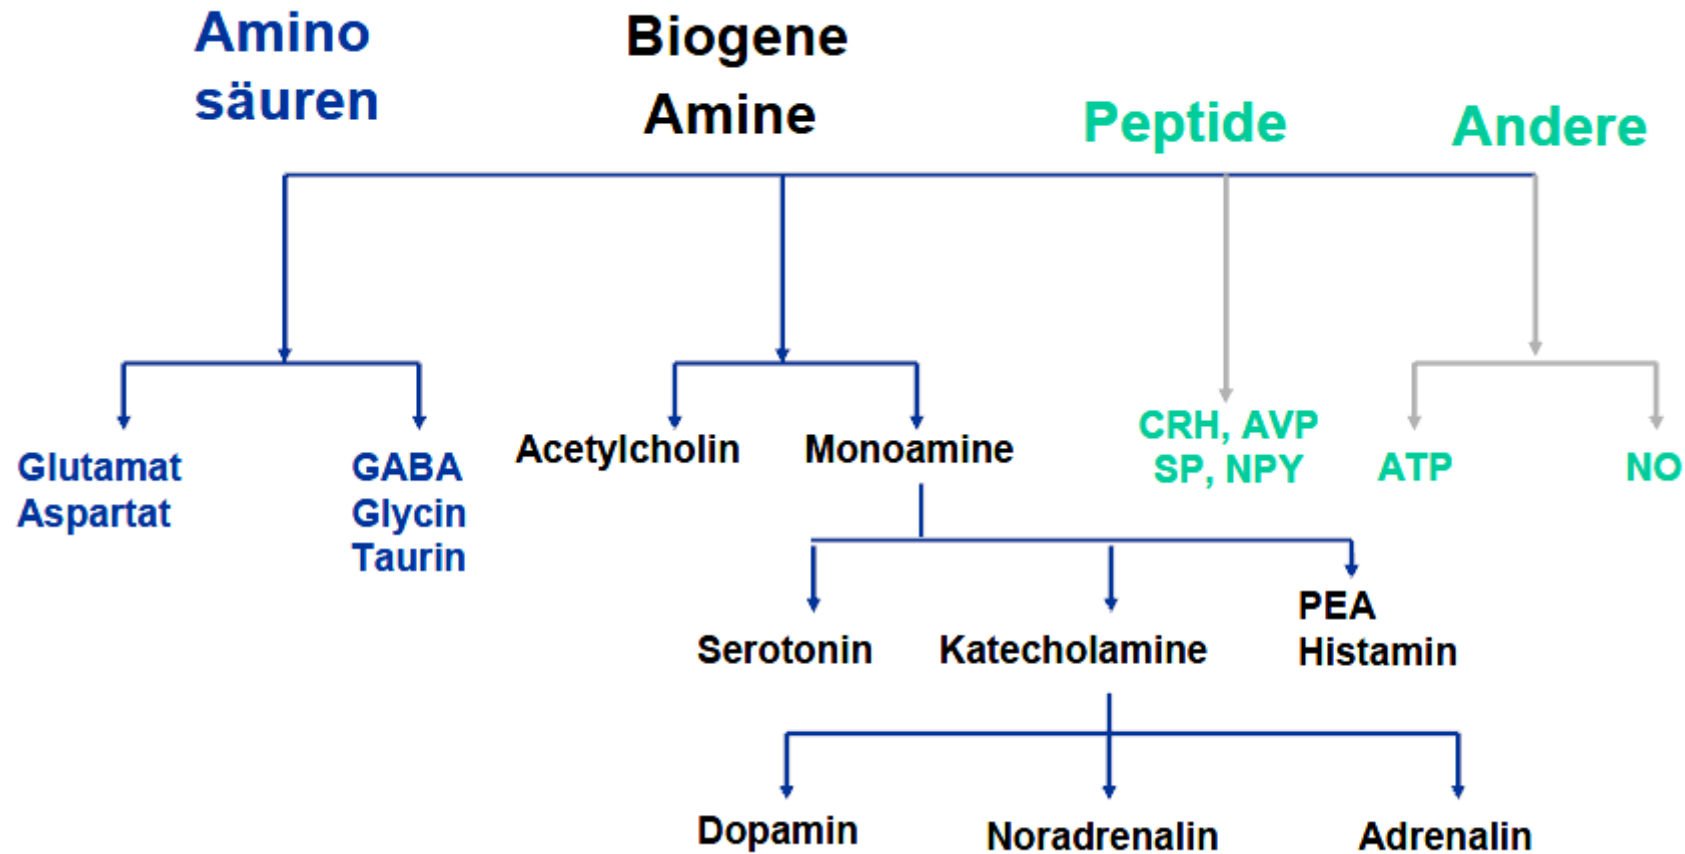 Amino
säuren
Biogene
Amine
Peptide
Andere
Glutamat
Aspartat
GABA
Glycin
Taurin
Acetylcholin
Monoamine
CRH, AVP
SP, NPY
ATP
NO
Serotonin
Katecholamine
PEA
Histamin
Dopamin
Noradrenalin
Adrenalin